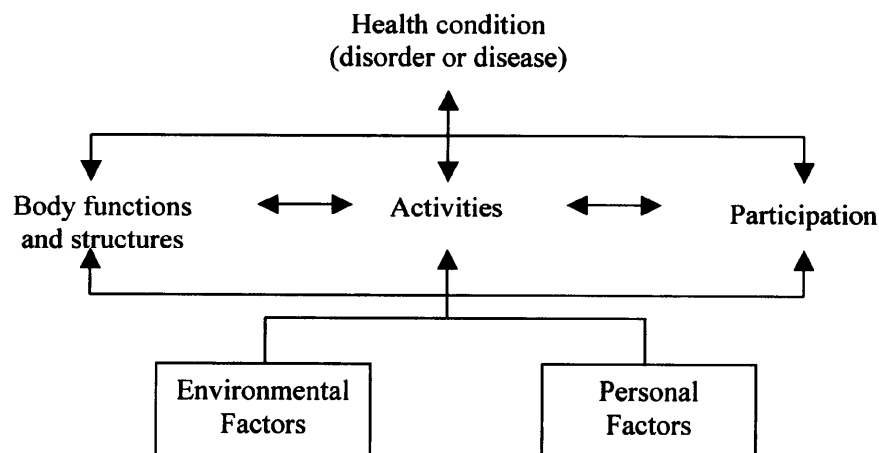 Health condition
(disorder or disease)
Body functions
and structures
Activities
Participation
Environmental
Factors
Personal
Factors